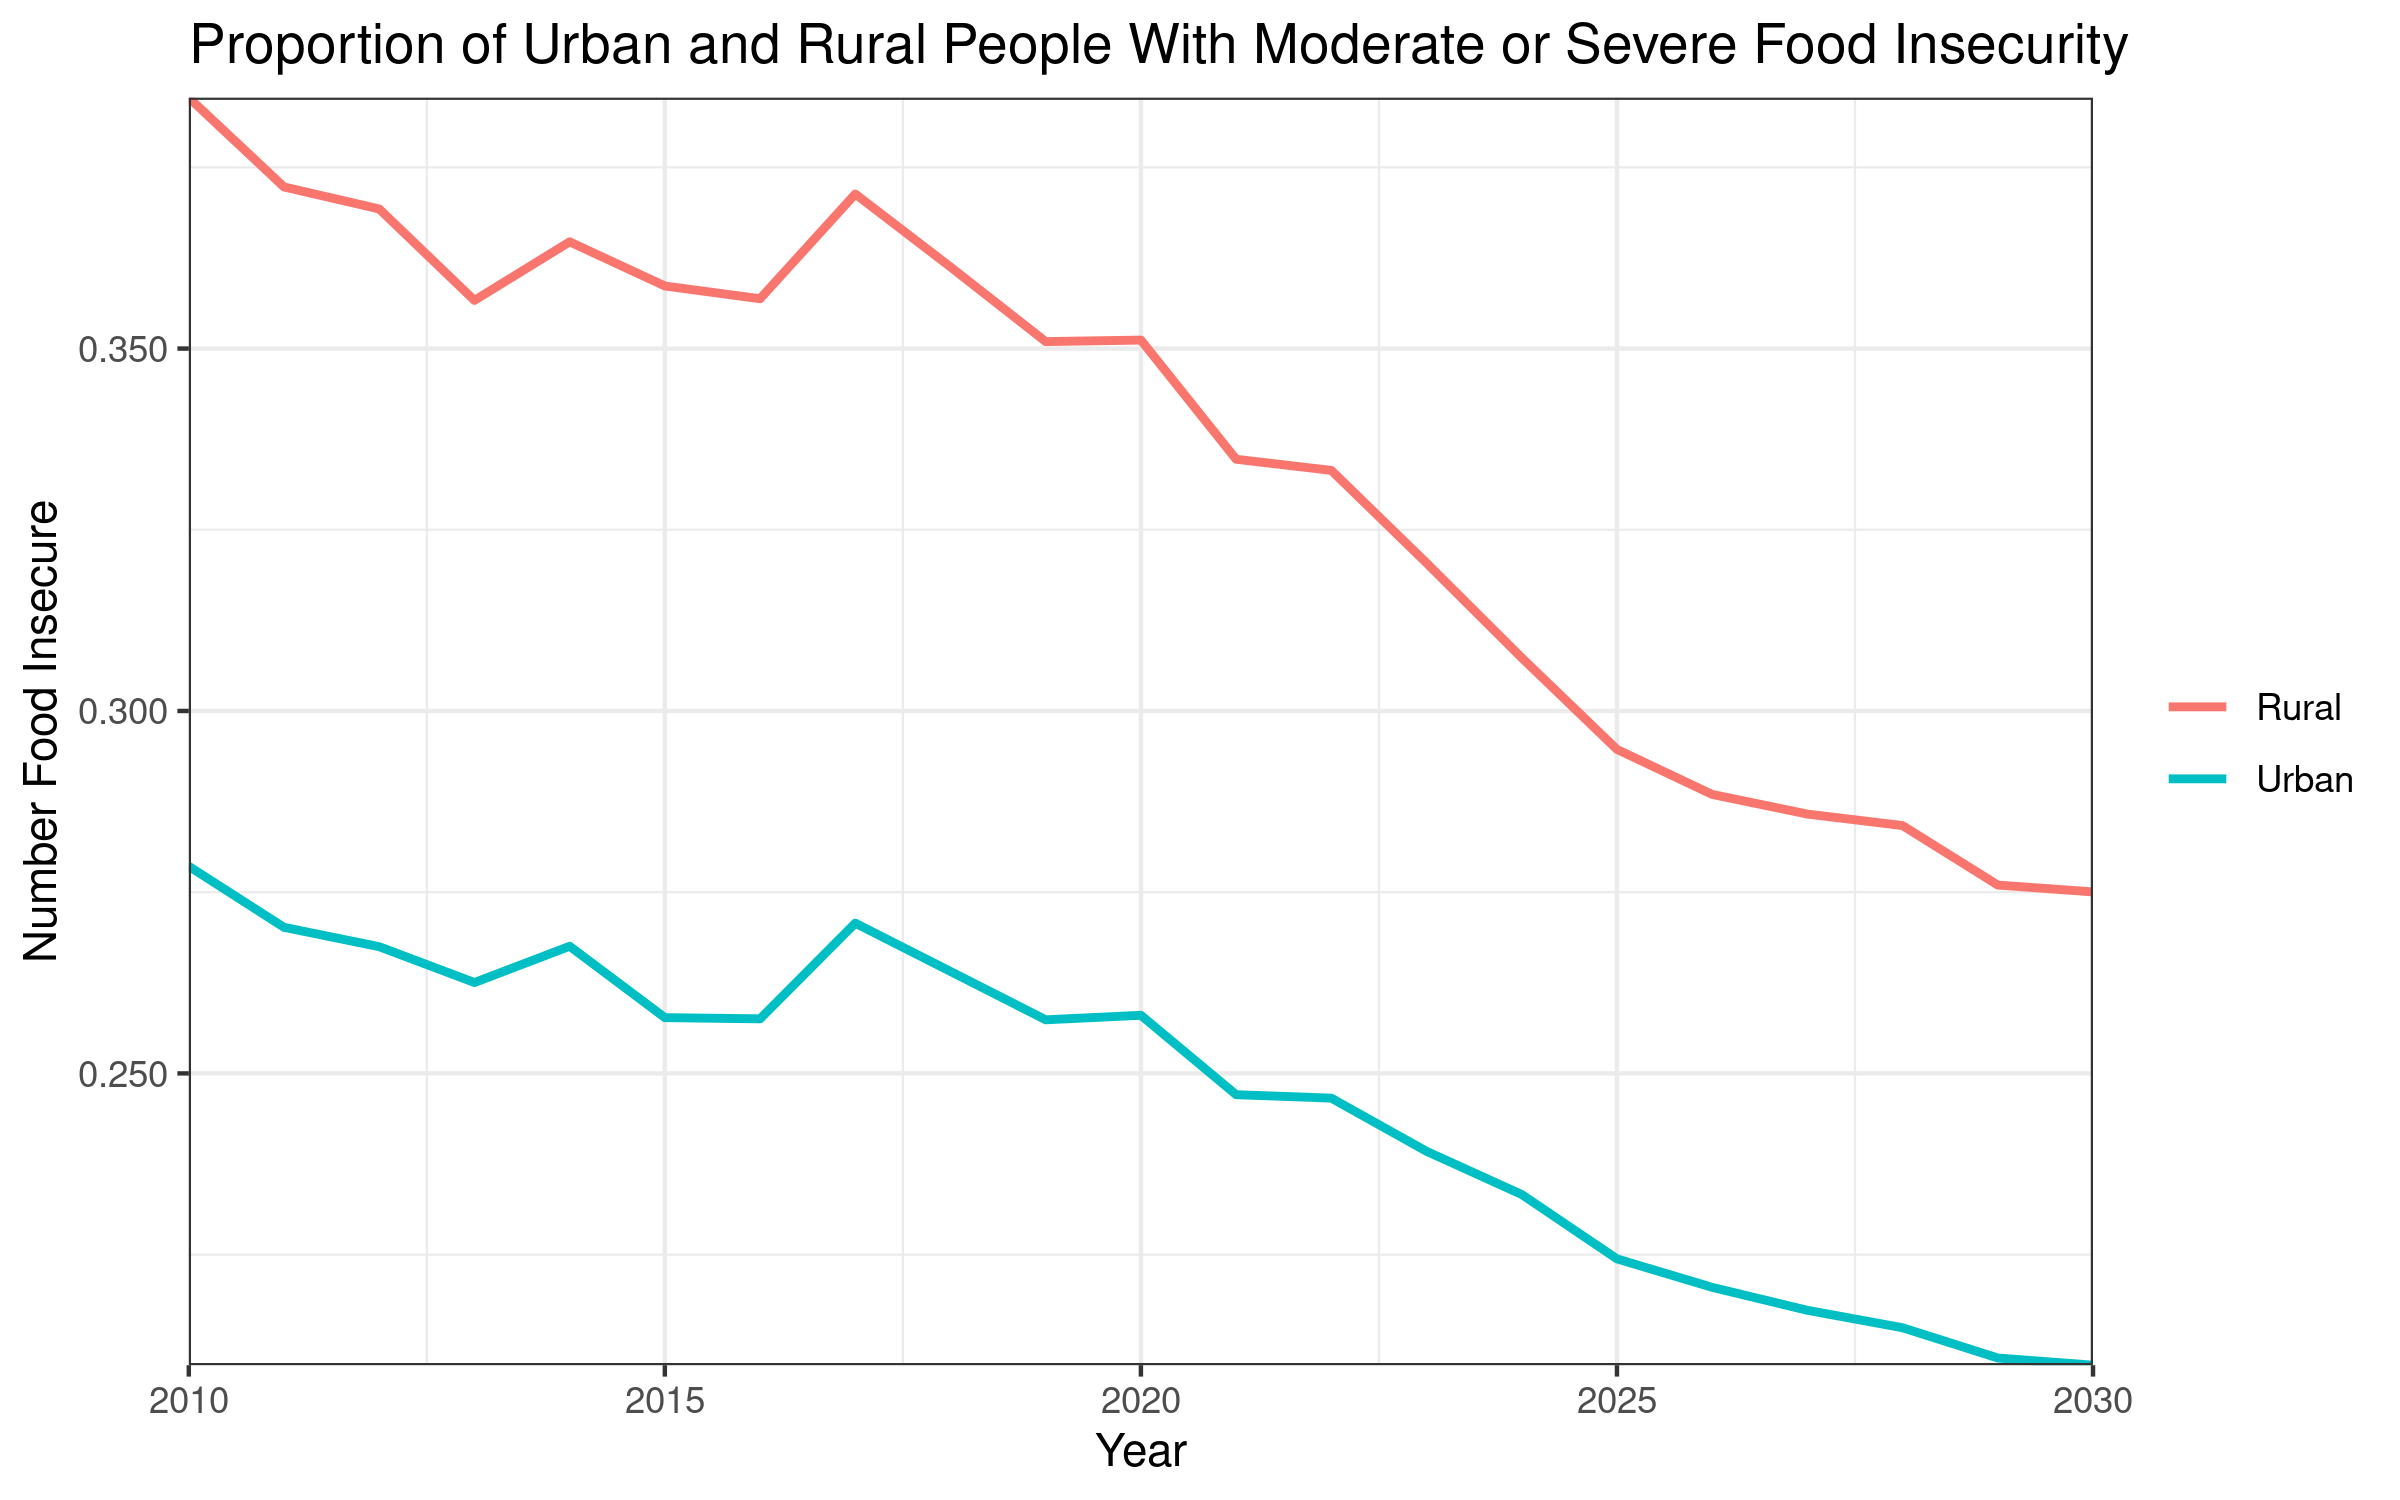 Proportion of Urban and Rural People With Moderate or Severe Food Insecurity
Number Food Insecure
0.350
0.300
0.250
2010 2015 2020 2025 2030
Year
Rural
Urban